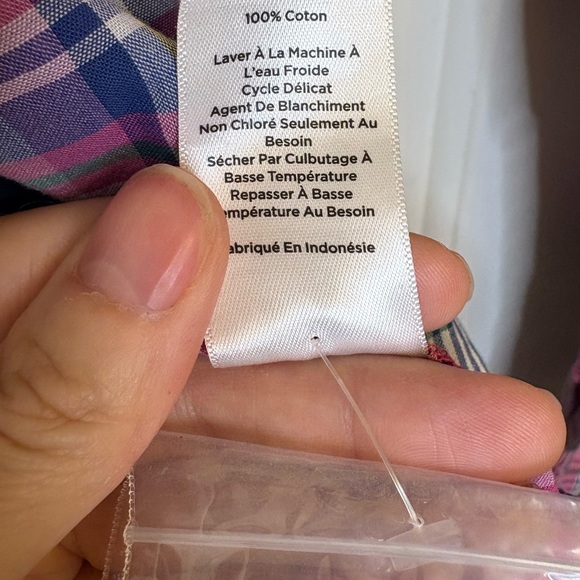 100% Coton
Laver À La Machine À
L'eau Froide
Cycle Délicat
Agent De Blanchiment
Non Chloré Seulement Au
Besoin
Sécher Par Culbutage À
Basse Température
Repasser À Basse
empérature Au Besoin
abriqué En Indonésie